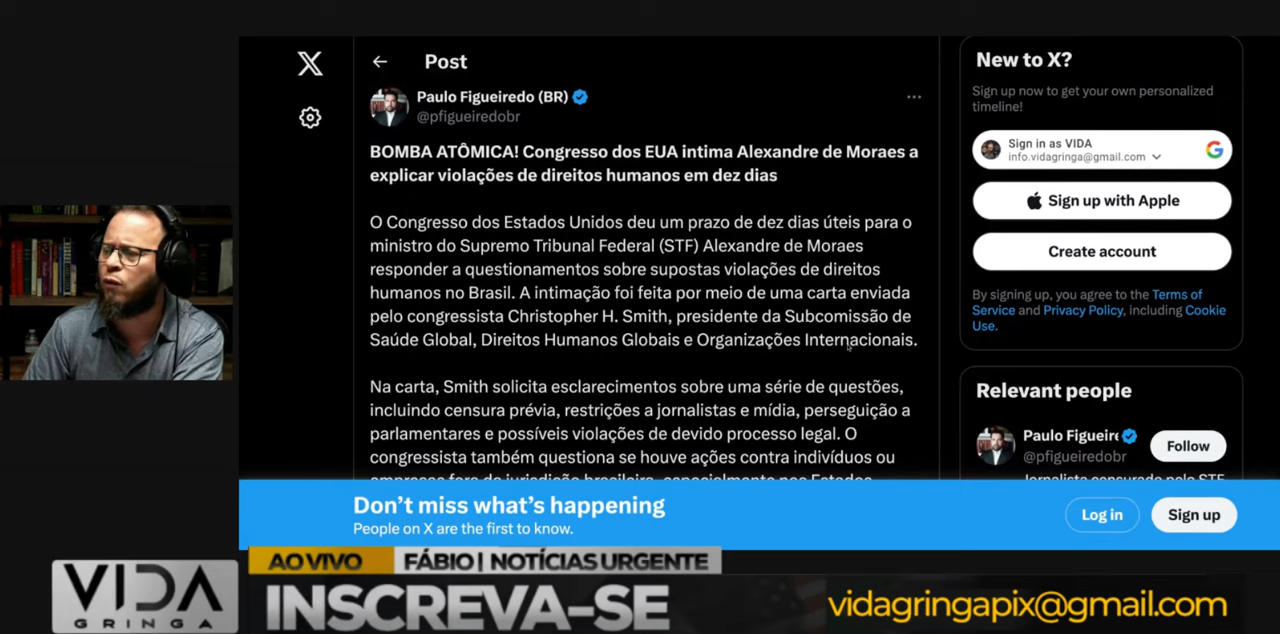 Post
Paulo Figueiredo (BR)
@pfigueiredobr
BOMBA ATÔMICA! Congresso dos EUA intima Alexandre de Moraes a
explicar violações de direitos humanos em dez dias
O Congresso dos Estados Unidos deu um prazo de dez dias úteis para o
ministro do Supremo Tribunal Federal (STF) Alexandre de Moraes
responder a questionamentos sobre supostas violações de direitos
humanos no Brasil. A intimação foi feita por meio de uma carta enviada
pelo congressista Christopher H. Smith, presidente da Subcomissão de
Saúde Global, Direitos Humanos Globais e Organizações Internacionais.
Na carta, Smith solicita esclarecimentos sobre uma série de questões,
incluindo censura prévia, restrições a jornalistas e mídia, perseguição a
parlamentares e possíveis violações de devido processo legal. O
congressista também questiona se houve ações contra indivíduos ou
empresas fora da jurisdição brasileira, especialmente nos Estados
New to X?
Sign up now to get your own personalized
timeline!
Sign in as VIDA
info.vidagringa@gmail.com
Sign up with Apple
Create account
By signing up, you agree to the Terms of
Service and Privacy Policy, including Cookie
Use.
Relevant people
Paulo Figueire
@pfigueiredobr
Follow
Jornalista censurado pelo STF
Don't miss what's happening
People on X are the first to know.
Log in
Sign up
AO VIVO
FÁBIO | NOTÍCIAS URGENTE
VIDA
GRINGA
INSCREVA-SE
vidagringapix@gmail.com